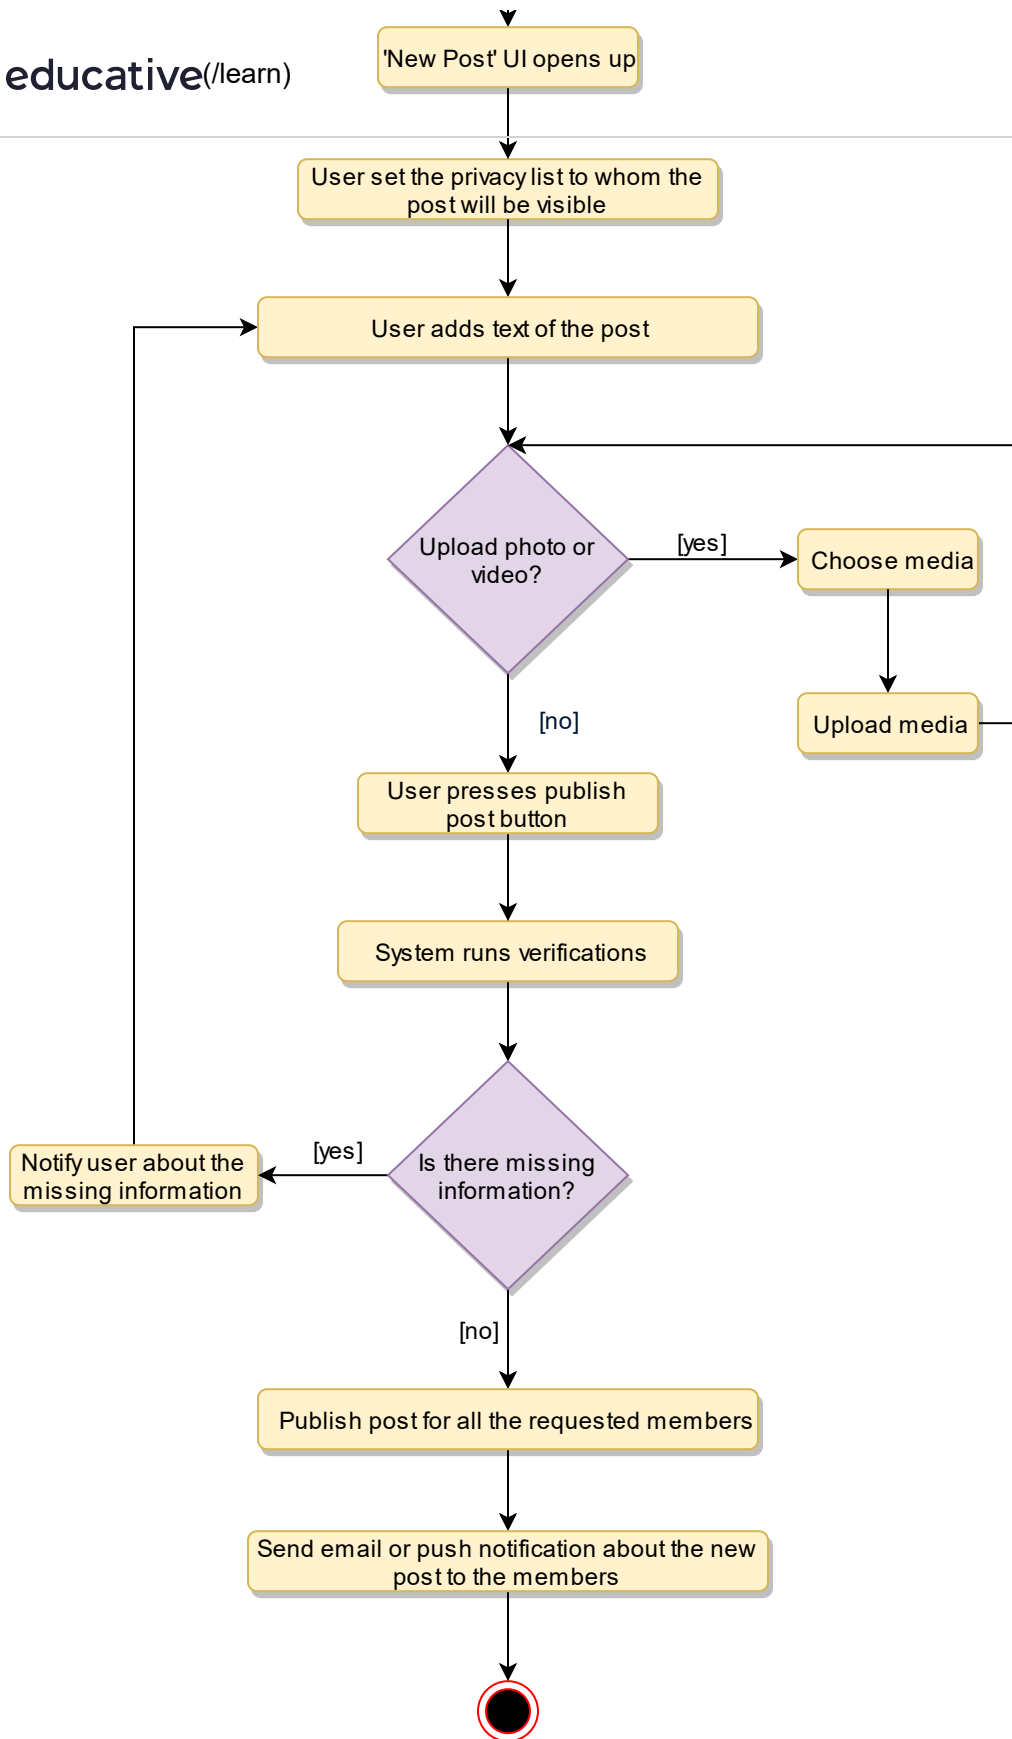 'New Post' UI opens up
educative(/learn)
User set the privacy list to whom the
post will be visible
User adds text of the post
Upload photo or
video?
[yes]
Choose media
[no]
Upload media
User presses publish
post button
System runs verifications
Is there missing
information?
[yes]
Notify user about the
missing information
[no]
Publish post for all the requested members
Send email or push notification about the new
post to the members